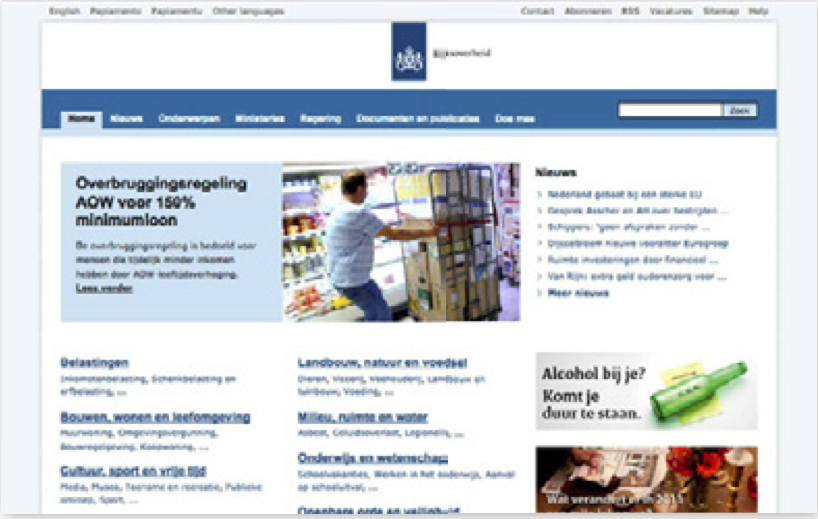 English Papiamento Papiamentu Other languages
Contact Abonneren RSS Vacatures Sitemap Help
Rijksoverheid
Home Nieuws Onderwerpen Ministeries Regering Documenten en publicaties Doe mee
Zoek
Overbruggingsregeling
AOW voor 150%
minimumloon
De overbruggingsregeling is bedoeld voor
mensen die tijdelijk minder inkomen
hebben door AOW-leeftijdsverhoging.
Lees verder
Nieuws
Nederland gebaat bij een sterke EU
Gesprek Asscher en AH over bestrijden ...
Schippers: "geen afspraken zonder ...
Dijsselbloem nieuwe voorzitter Eurogroep
Ruimte investeringen door financieel ...
Van Rijn: extra geld ouderenzorg voor ...
Meer nieuws
Belastingen
Inkomstenbelasting, Schenkbelasting en
erfbelasting, ...
Bouwen, wonen en leefomgeving
Huurwoning, Omgevingsvergunning,
Bouwregelgeving, Koopwoning, ...
Cultuur, sport en vrije tijd
Media, Musea, Toerisme en recreatie, Publieke
omroep, Sport, ...
Landbouw, natuur en voedsel
Dieren, Visserij, Veehouderij, Landbouw en
tuinbouw, Voeding, ...
Milieu, ruimte en water
Asbest, Geluidsoverlast, Legionella, ...
Onderwijs en wetenschap
Schoolvakanties, Werken in het onderwijs, Aanval
op schooluitval, ...
Openbare orde en veiligheid
Alcohol bij je?
Komt je
duur te staan.
Wat verandert er in 2013